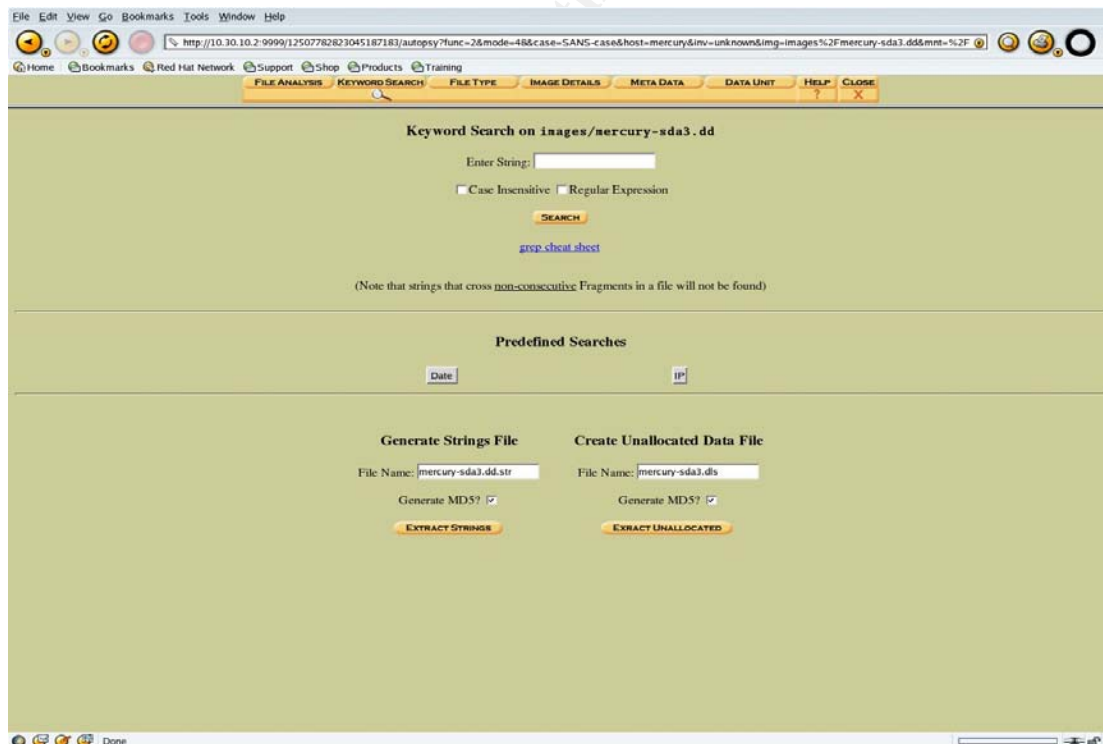 File Edit View Go Bookmarks Tools Window Help
http://10.30.10.2:9999/12507782823045187183/autopsy?func=2&mode=48&case=SANS-case&host=mercury&inv=unknown&img=images%2Fmercury-sda3.dd&mnt=%2F
Home Bookmarks Red Hat Network Support Shop Products Training
FILE ANALYSIS KEYWORD SEARCH FILE TYPE IMAGE DETAILS META DATA DATA UNIT HELP CLOSE
? X
Keyword Search on images/mercury-sda3.dd
Enter String:
Case Insensitive Regular Expression
SEARCH
grep cheat sheet
(Note that strings that cross non-consecutive Fragments in a file will not be found)
Predefined Searches
Date IP
Generate Strings File Create Unallocated Data File
File Name: mercury-sda3.dd.str File Name: mercury-sda3.dls
Generate MD5? Generate MD5?
EXTRACT STRINGS EXRACT UNALLOCATED
Done